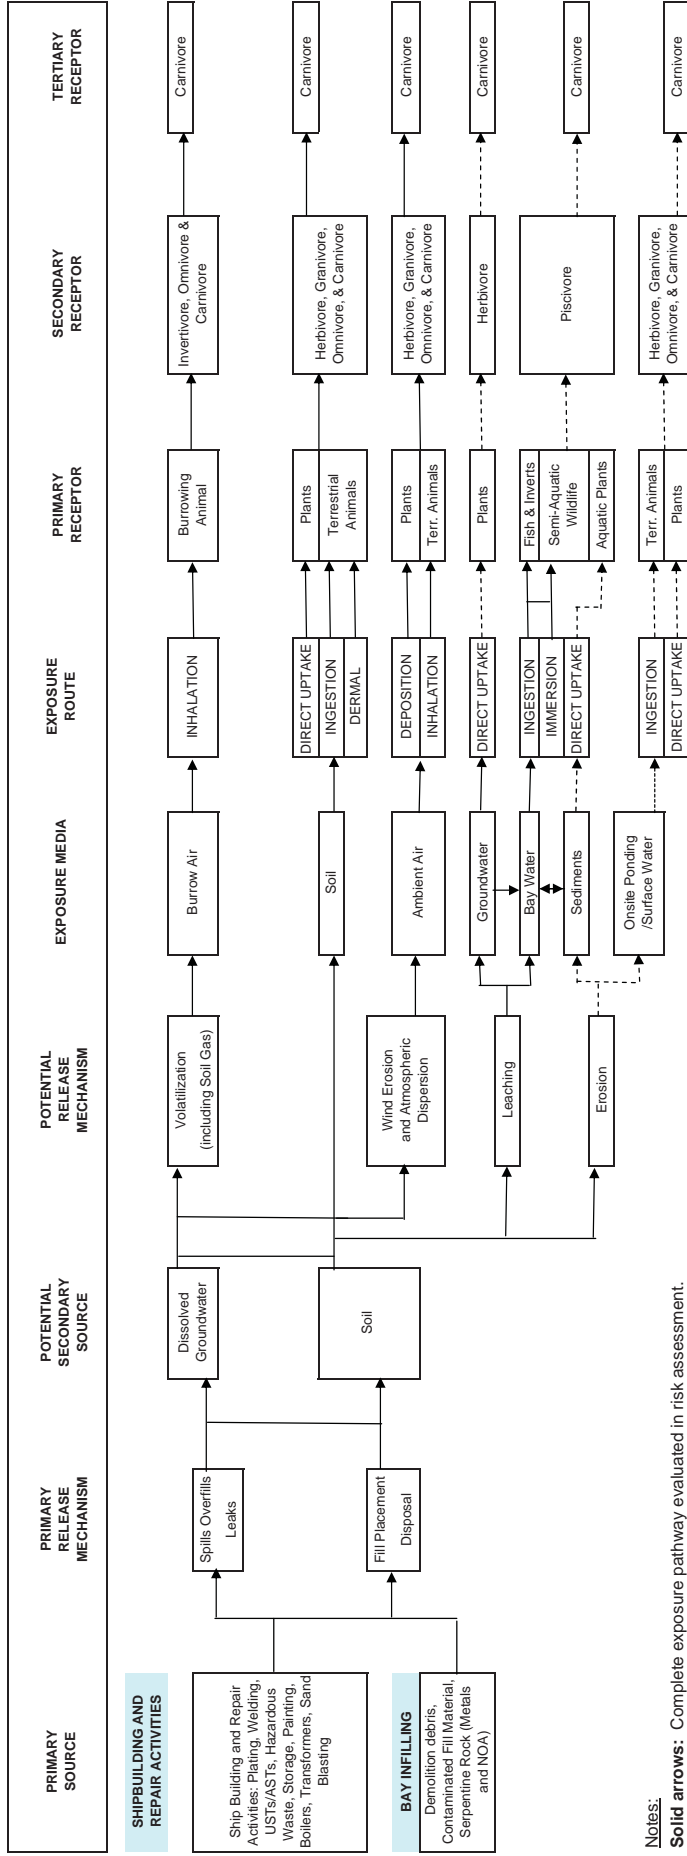 PRIMARY
SOURCE
PRIMARY
RELEASE
MECHANISM
POTENTIAL
SECONDARY
SOURCE
POTENTIAL
RELEASE
MECHANISM
EXPOSURE MEDIA
EXPOSURE
ROUTE
PRIMARY
RECEPTOR
SECONDARY
RECEPTOR
TERTIARY
RECEPTOR
SHIPBUILDING AND
REPAIR ACTIVITIES
Ship Building and Repair
Activities: Plating, Welding,
USTs/ASTs, Hazardous
Waste, Storage, Painting,
Boilers, Transformers, Sand
Blasting
BAY INFILLING
Demolition debris,
Contaminated Fill Material,
Serpentine Rock (Metals
and NOA)
Spills Overfills
Leaks
Fill Placement
Disposal
Dissolved
Groundwater
Soil
Volatilization
(including Soil Gas)
Wind Erosion
and Atmospheric
Dispersion
Leaching
Erosion
Burrow Air
Soil
Ambient Air
Groundwater
Bay Water
Sediments
Onsite Ponding
/Surface Water
INHALATION
DIRECT UPTAKE
INGESTION
DERMAL
DEPOSITION
INHALATION
DIRECT UPTAKE
INGESTION
IMMERSION
DIRECT UPTAKE
INGESTION
DIRECT UPTAKE
Burrowing
Animal
Plants
Terrestrial
Animals
Plants
Terr. Animals
Plants
Fish & Inverts
Semi-Aquatic
Wildlife
Aquatic Plants
Terr. Animals
Plants
Invertivore, Omnivore &
Carnivore
Herbivore, Granivore,
Omnivore, & Carnivore
Herbivore, Granivore,
Omnivore, & Carnivore
Herbivore
Piscivore
Herbivore, Granivore,
Omnivore, & Carnivore
Carnivore
Carnivore
Carnivore
Carnivore
Carnivore
Carnivore
Notes:
Solid arrows: Complete exposure pathway evaluated in risk assessment.